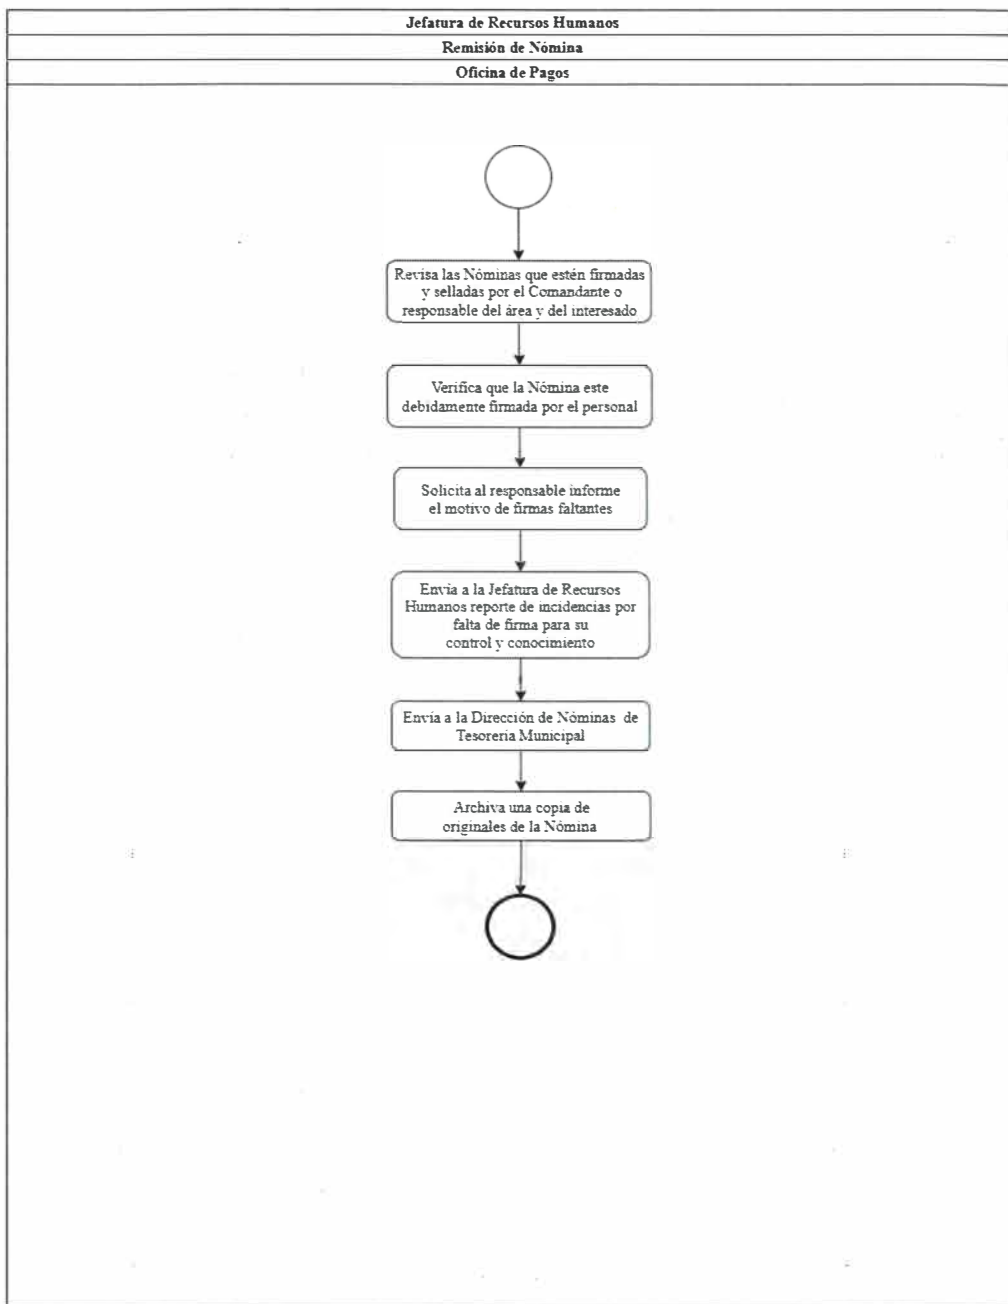 Jefatura de Recursos Humanos
Remisión de Nómina
Oficina de Pagos
Revisa las Nóminas que estén firmadas
y selladas por el Comandante o
responsable del área y del interesado
Verifica que la Nómina este
debidamente firmada por el personal
Solicita al responsable informe
el motivo de firmas faltantes
Envia a la Jefatura de Recursos
Humanos reporte de incidencias por
falta de firma para su
control y conocimiento
Envia a la Dirección de Nóminas de
Tesoreria Municipal
Archiva una copia de
originales de la Nómina